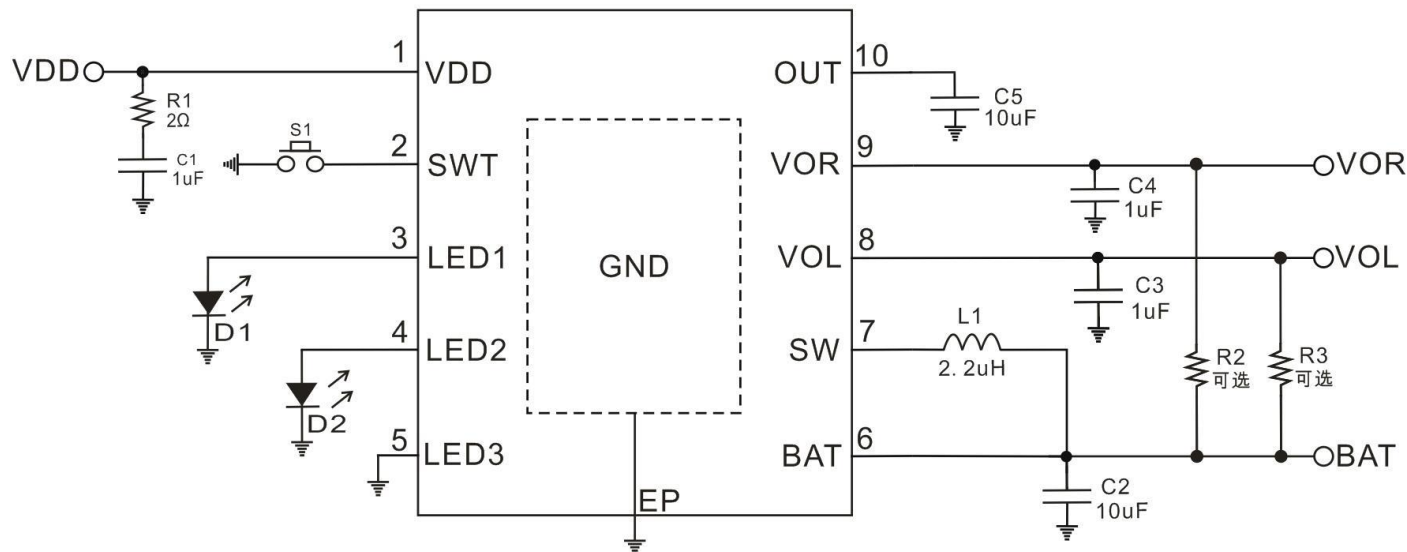 VDD
R1
2Ω
C1
1uF
S1
D1
D2
1
VDD
2
SWT
3
LED1
4
LED2
5
LED3
GND
EP
10
OUT
9
VOR
8
VOL
7
SW
6
BAT
C5
10uF
C4
1uF
VOR
C3
1uF
VOL
L1
2. 2uH
R2
可选
R3
可选
C2
10uF
BAT